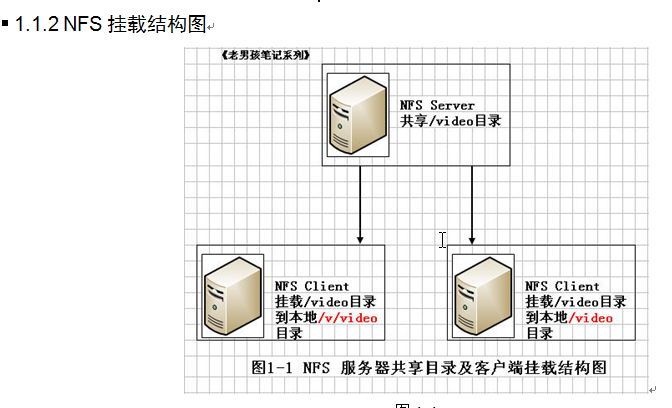 1.1.2 NFS 挂载结构图
《老男孩笔记系列》
NFS Server
共享/video目录
NFS Client
挂载/video目录
到本地/v/video
目录
NFS Client
挂载/video目录
到本地/video
目录
图1-1 NFS 服务器共享目录及客户端挂载结构图